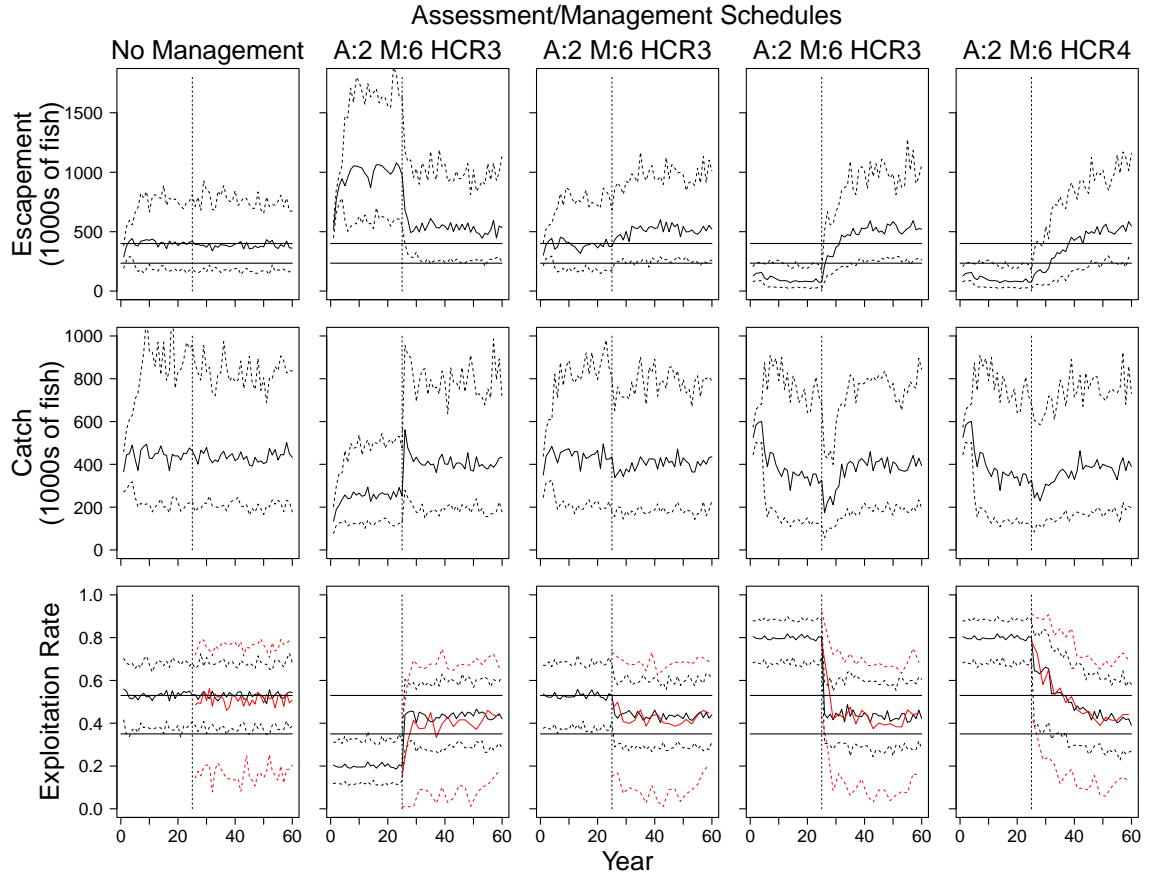 Assessment/Management Schedules
No Management A:2 M:6 HCR3 A:2 M:6 HCR3 A:2 M:6 HCR3 A:2 M:6 HCR4
Escapement
(1000s of fish)
1500
1000
500
0
Catch
(1000s of fish)
1000
800
600
400
200
0
Exploitation Rate
1.0
0.8
0.6
0.4
0.2
0.0
0 20 40 60 0 20 40 60 0 20 40 60 0 20 40 60 0 20 40 60
Year